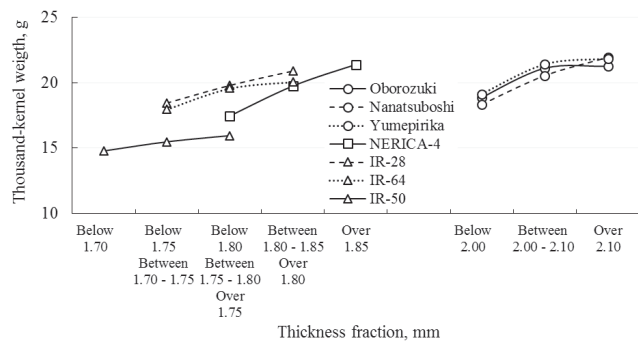 Thousand-kernel weigth, g
25
20
15
10
Oborozuki
Nanatsuboshi
Yumepirika
NERICA-4
IR-28
IR-64
IR-50
Below 1.70
Below 1.75
Between 1.70 - 1.75
Below 1.80
Between 1.75 - 1.80
Over 1.75
Between 1.80 - 1.85
Over 1.80
Over 1.85
Below 2.00
Between 2.00 - 2.10
Over 2.10
Thickness fraction, mm